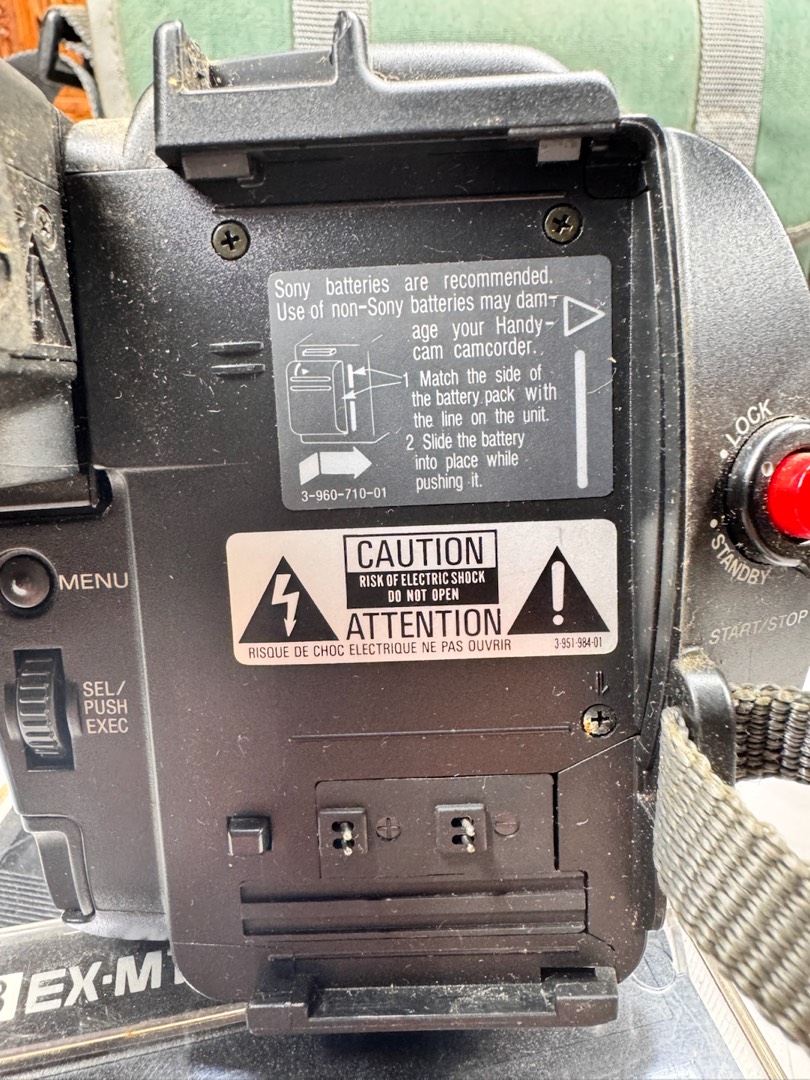 Sony batteries are recommended.
Use of non-Sony batteries may dam-
age your Handy-
cam camcorder.
1 Match the side of
the battery pack with
the line on the unit.
2 Slide the battery
into place while
pushing it.
3-960-710-01
LOCK
STANDBY
START/STOP
CAUTION
RISK OF ELECTRIC SHOCK
DO NOT OPEN
ATTENTION
RISQUE DE CHOC ELECTRIQUE NE PAS OUVRIR
3-951-984-01
MENU
SEL/
PUSH
EXEC
EX·M